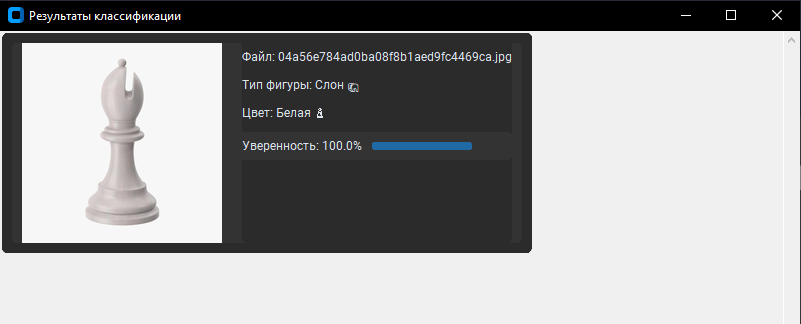 Результаты классификации
Файл: 04a56e784ad0ba08f8b1aed9fc4469ca.jpg
Тип фигуры: Слон 🐘
Цвет: Белая ♗
Уверенность: 100.0%